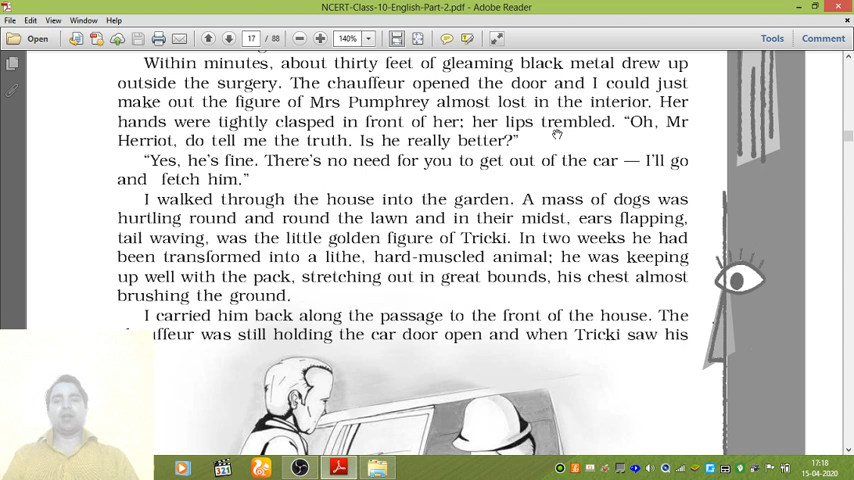 NCERT-Class-10-English-Part-2.pdf - Adobe Reader
File Edit View Window Help
Open 17 / 88 140% Tools Comment
Within minutes, about thirty feet of gleaming black metal drew up
outside the surgery. The chauffeur opened the door and I could just
make out the figure of Mrs Pumphrey almost lost in the interior. Her
hands were tightly clasped in front of her; her lips trembled. “Oh, Mr
Herriot, do tell me the truth. Is he really better?”
“Yes, he’s fine. There’s no need for you to get out of the car — I’ll go
and fetch him.”
I walked through the house into the garden. A mass of dogs was
hurtling round and round the lawn and in their midst, ears flapping,
tail waving, was the little golden figure of Tricki. In two weeks he had
been transformed into a lithe, hard-muscled animal; he was keeping
up well with the pack, stretching out in great bounds, his chest almost
brushing the ground.
I carried him back along the passage to the front of the house. The
chauffeur was still holding the car door open and when Tricki saw his
321
17:18
15-04-2020